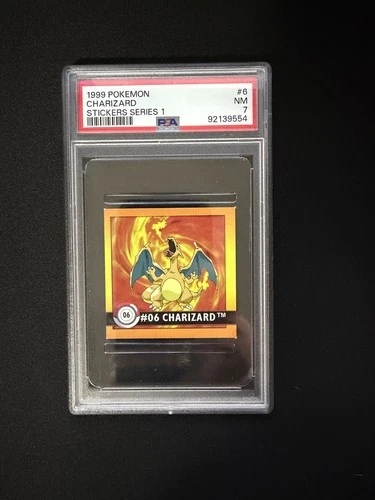 1999 POKEMON #6
CHARIZARD NM
STICKERS SERIES 1 7
PSA 92139554
06
#06 CHARIZARD™